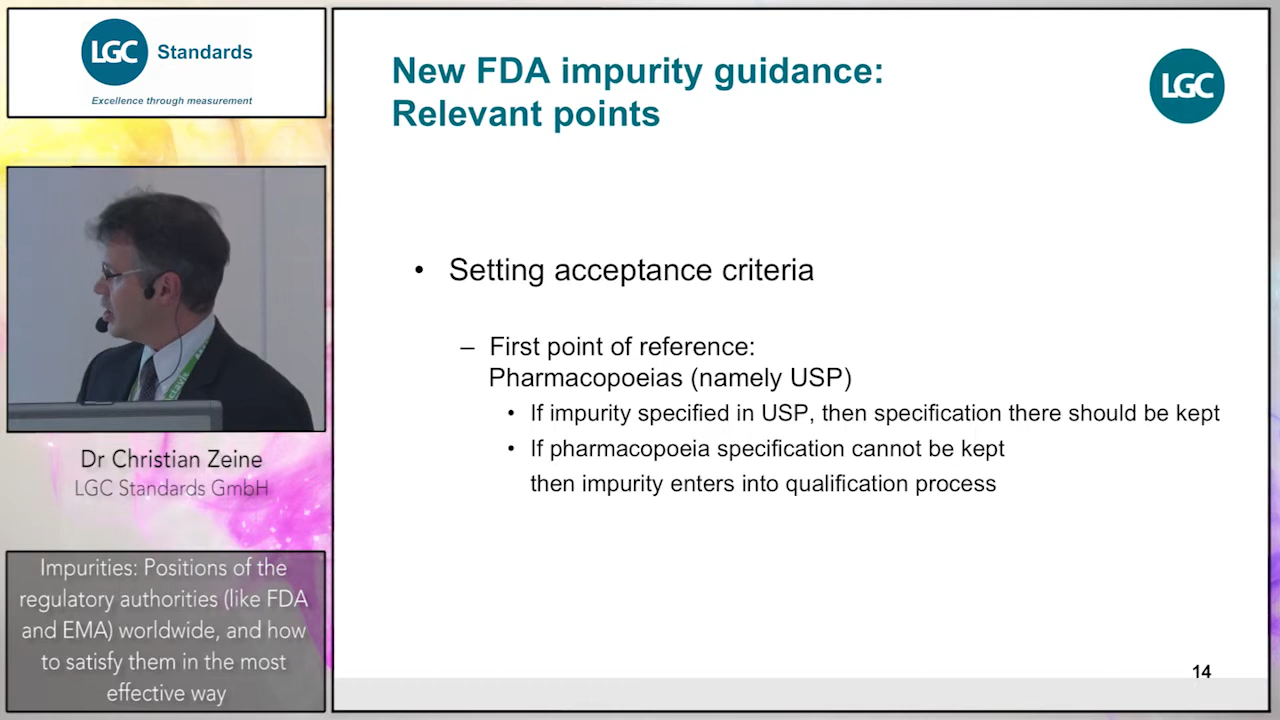 LGC Standards
Excellence through measurement
Dr Christian Zeine
LGC Standards GmbH
Impurities: Positions of the
regulatory authorities (like FDA
and EMA) worldwide, and how
to satisfy them in the most
effective way
New FDA impurity guidance:
Relevant points
LGC
• Setting acceptance criteria
– First point of reference:
Pharmacopoeias (namely USP)
• If impurity specified in USP, then specification there should be kept
• If pharmacopoeia specification cannot be kept
then impurity enters into qualification process
14